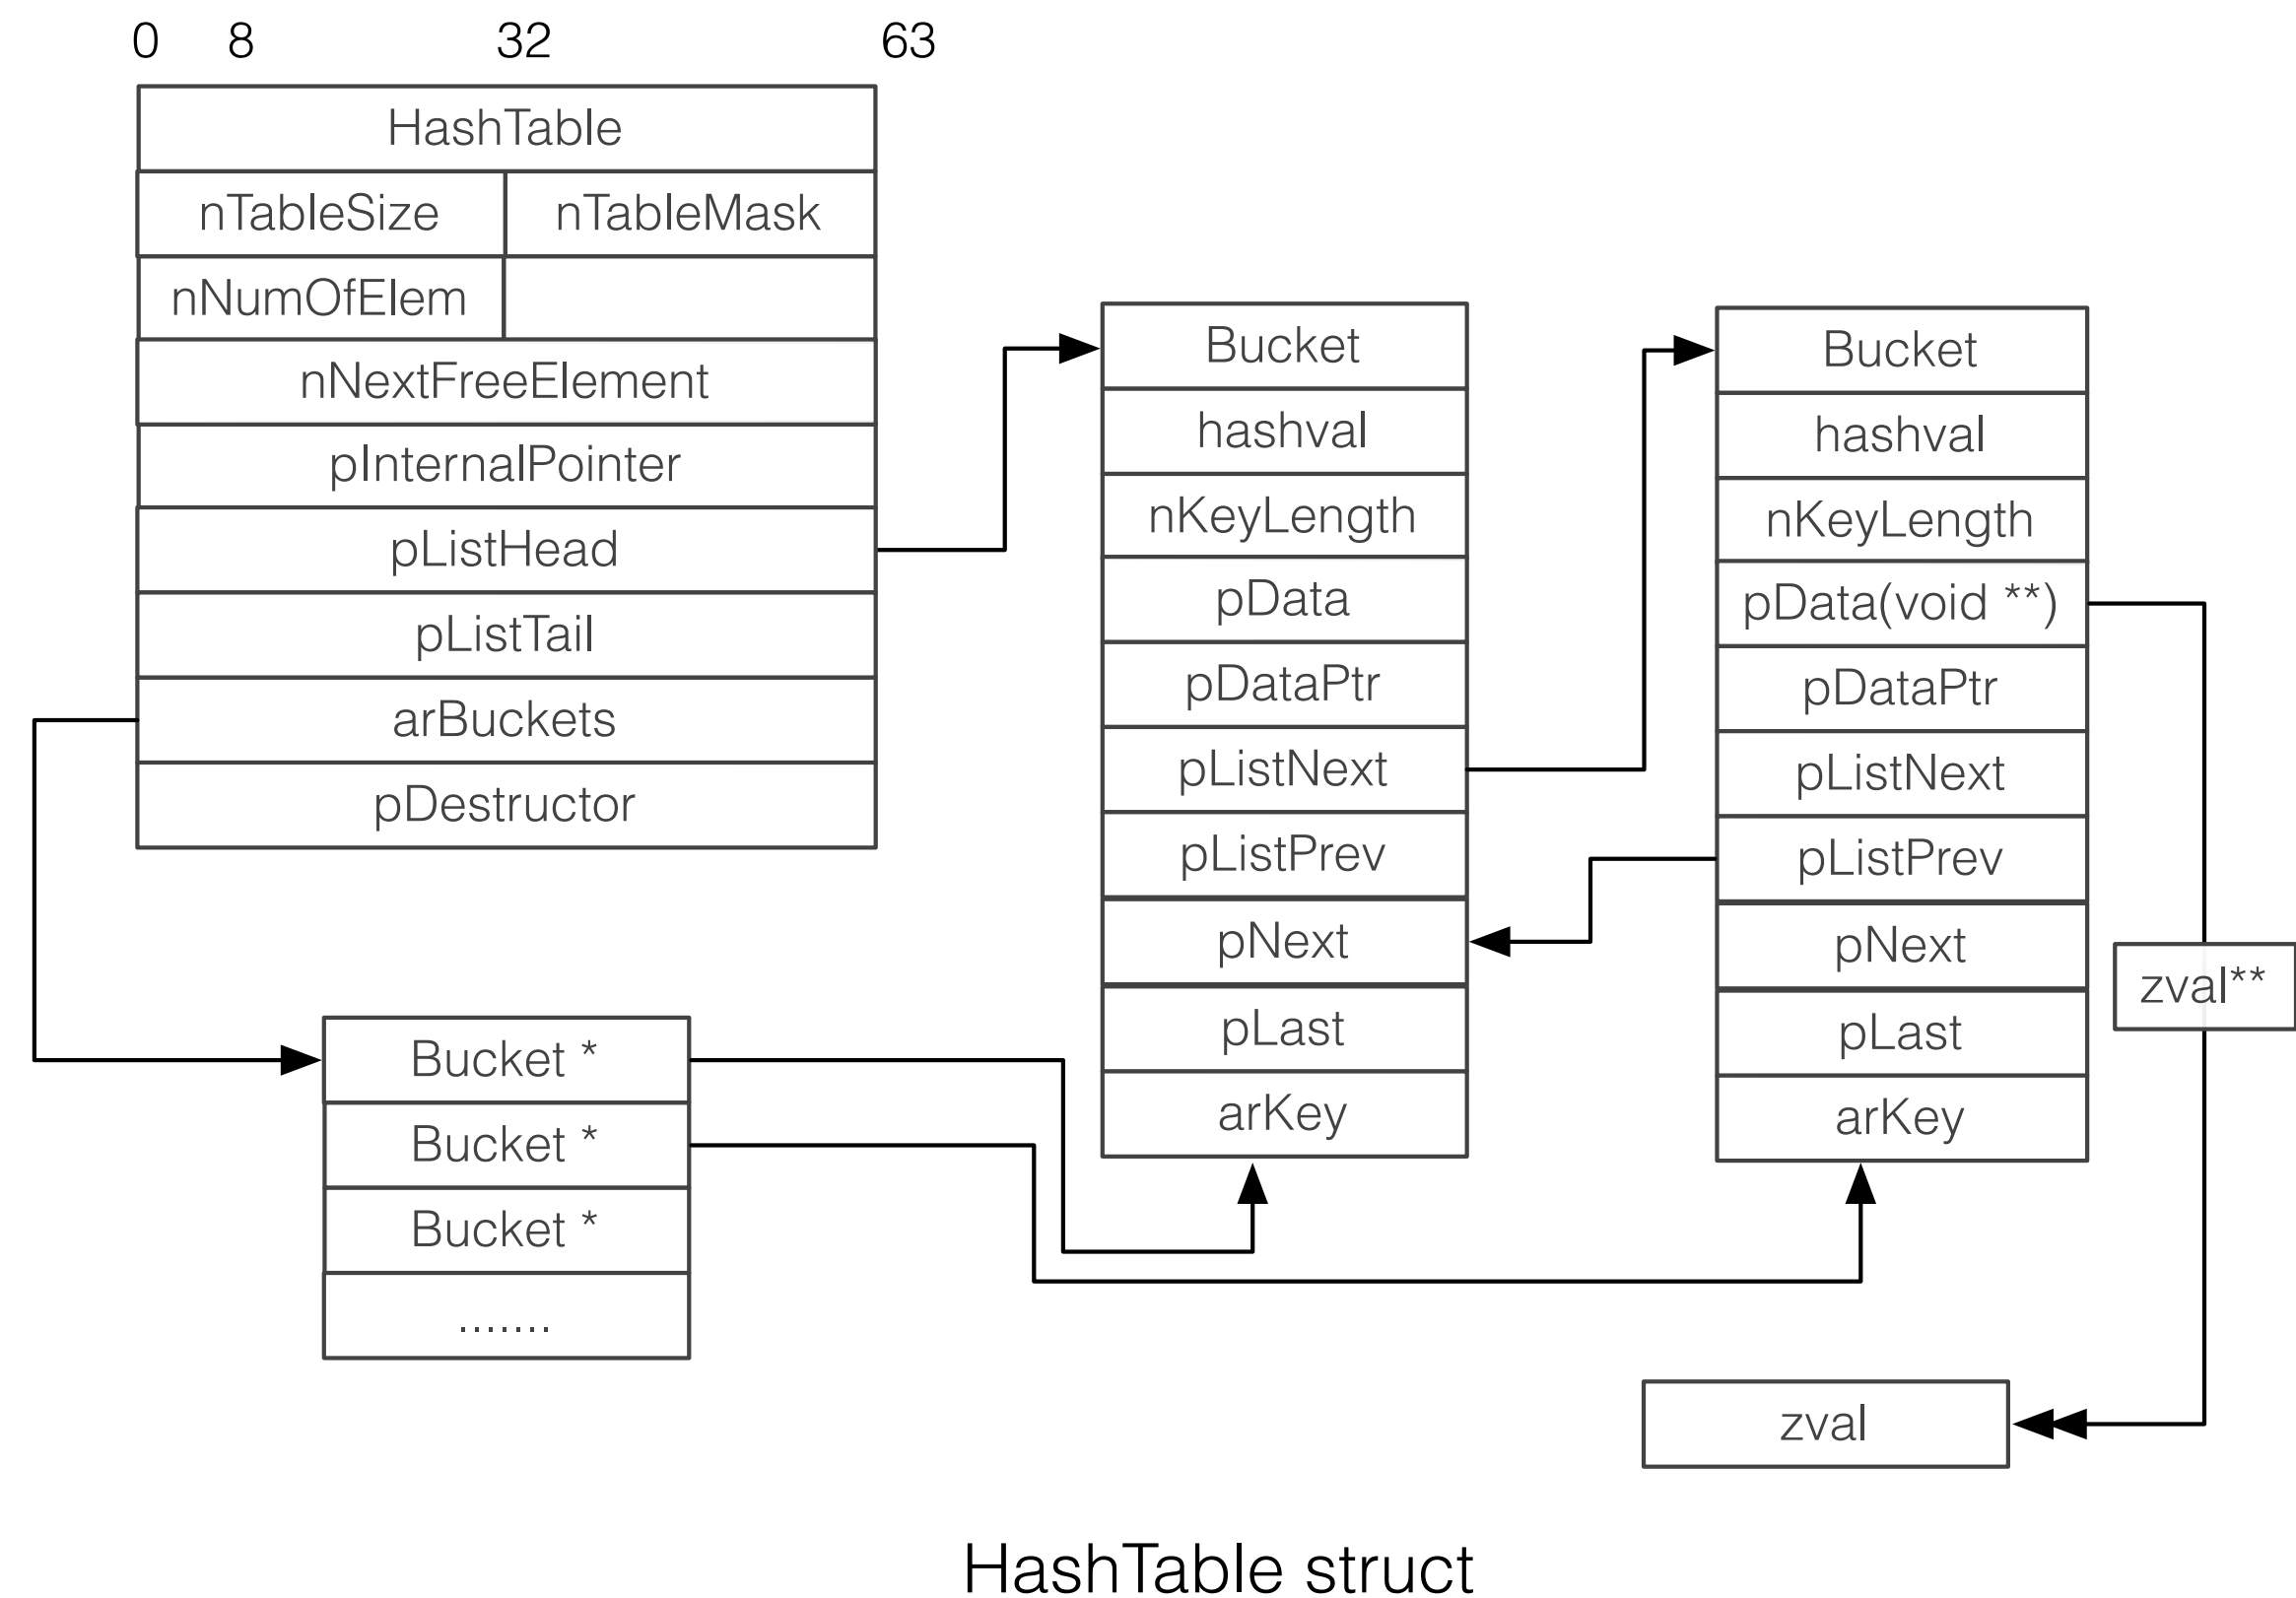 0 8 32 63
HashTable
nTableSize nTableMask
nNumOfElem
nNextFreeElement
pInternalPointer
pListHead
pListTail
arBuckets
pDestructor
Bucket
hashval
nKeyLength
pData
pDataPtr
pListNext
pListPrev
pNext
pLast
arKey
Bucket
hashval
nKeyLength
pData(void **)
pDataPtr
pListNext
pListPrev
pNext
pLast
arKey
zval**
Bucket *
Bucket *
Bucket *
.......
zval
HashTable struct